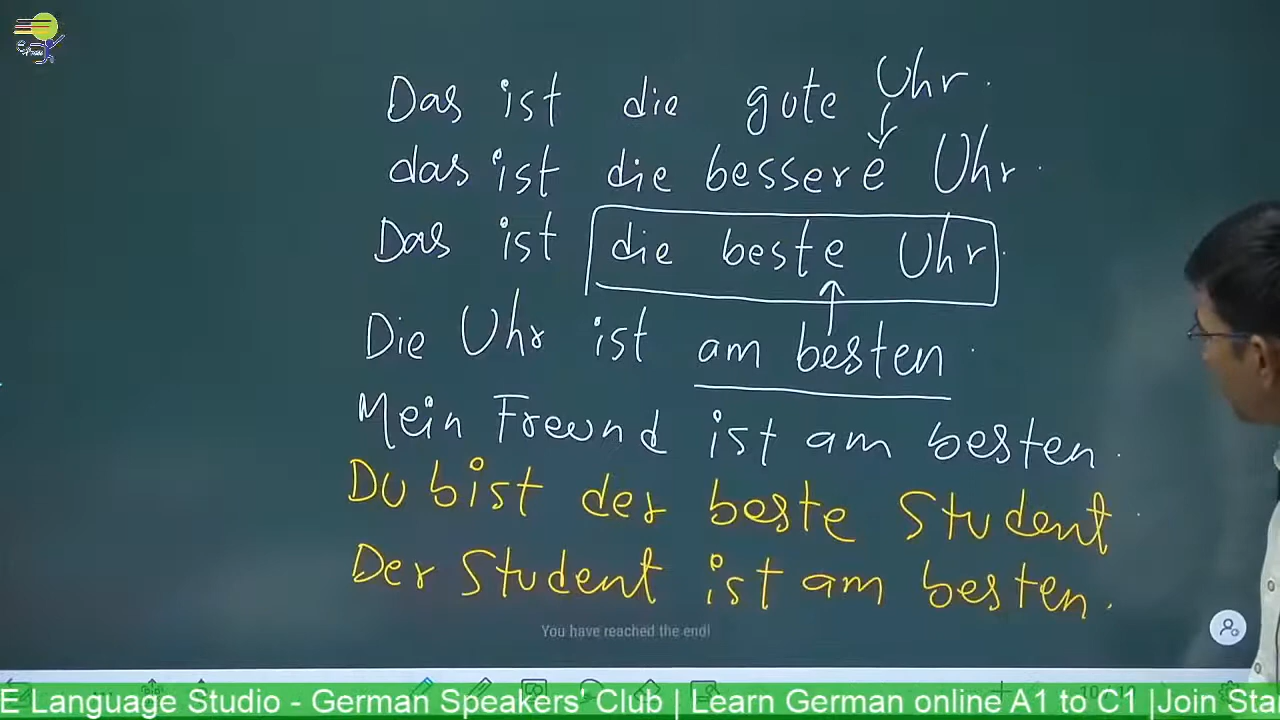 Das ist die gute Uhr.
das ist die bessere Uhr.
Das ist die beste Uhr.
Die Uhr ist am besten.
Mein Freund ist am besten.
Du bist der beste Student.
Der Student ist am besten.
You have reached the end!
E Language Studio - German Speakers' Club | Learn German online A1 to C1 |Join Sta